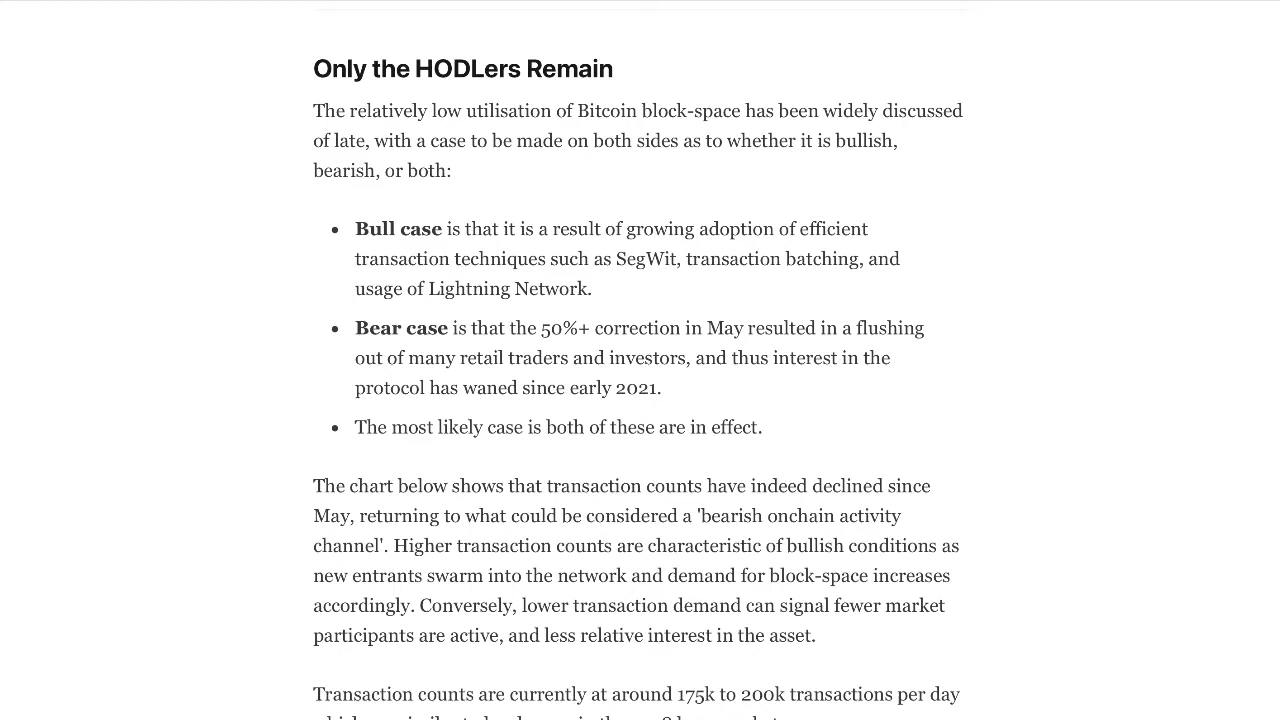 Only the HODLers Remain
The relatively low utilisation of Bitcoin block-space has been widely discussed
of late, with a case to be made on both sides as to whether it is bullish,
bearish, or both:
• Bull case is that it is a result of growing adoption of efficient
transaction techniques such as SegWit, transaction batching, and
usage of Lightning Network.
• Bear case is that the 50%+ correction in May resulted in a flushing
out of many retail traders and investors, and thus interest in the
protocol has waned since early 2021.
• The most likely case is both of these are in effect.
The chart below shows that transaction counts have indeed declined since
May, returning to what could be considered a 'bearish onchain activity
channel'. Higher transaction counts are characteristic of bullish conditions as
new entrants swarm into the network and demand for block-space increases
accordingly. Conversely, lower transaction demand can signal fewer market
participants are active, and less relative interest in the asset.
Transaction counts are currently at around 175k to 200k transactions per day